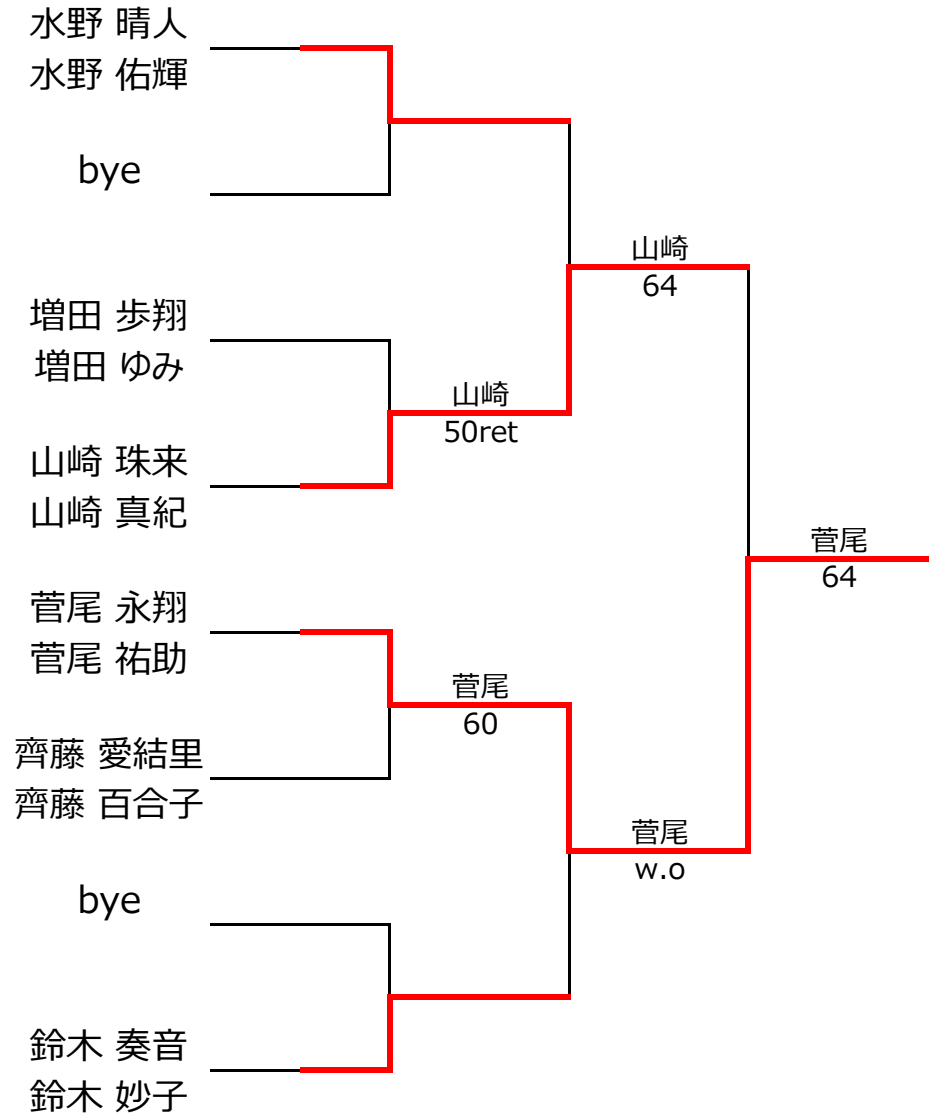 水野 晴人
水野 佑輝
bye
山崎
64
増田 歩翔
増田 ゆみ
山崎
50ret
山崎 珠来
山崎 真紀
菅尾
64
菅尾 永翔
菅尾 祐助
菅尾
60
齊藤 愛結里
齊藤 百合子
菅尾
w.o
bye
鈴木 奏音
鈴木 妙子